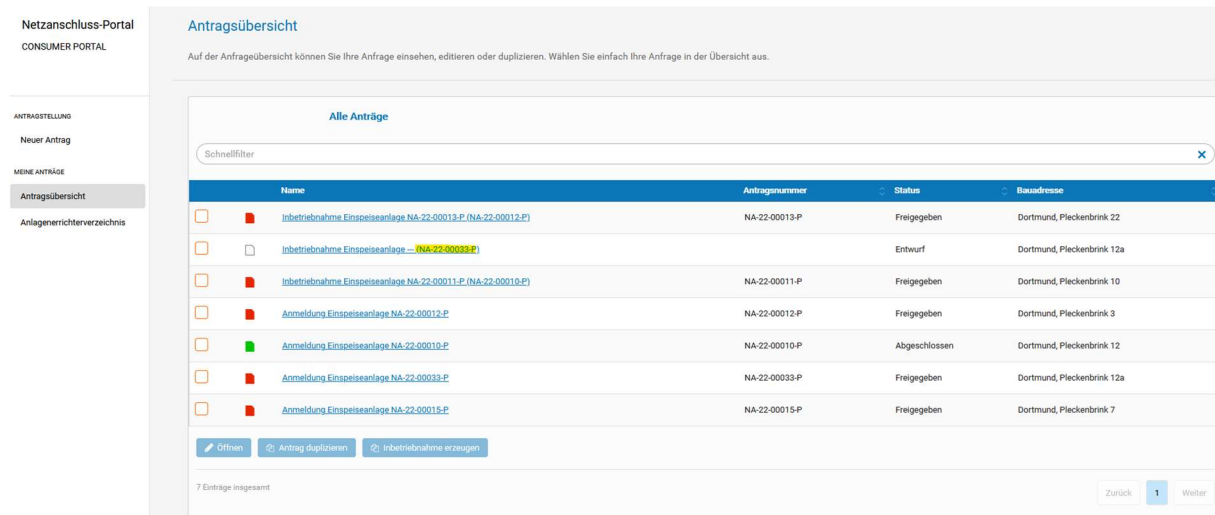 Netzanschluss-Portal
CONSUMER PORTAL
ANTRAGSTELLUNG
Neuer Antrag
MEINE ANTRÄGE
Antragsübersicht
Anlagenerrichterverzeichnis
Antragsübersicht
Auf der Anfrageübersicht können Sie Ihre Anfrage einsehen, editieren oder duplizieren. Wählen Sie einfach Ihre Anfrage in der Übersicht aus.
Alle Anträge
Schnellfilter
Name Antragsnummer Status Bauadresse
Inbetriebnahme Einspeiseanlage NA-22-00013-P (NA-22-00012-P) NA-22-00013-P Freigegeben Dortmund, Pleckenbrink 22
Inbetriebnahme Einspeiseanlage --- (NA-22-00033-P) Entwurf Dortmund, Pleckenbrink 12a
Inbetriebnahme Einspeiseanlage NA-22-00011-P (NA-22-00010-P) NA-22-00011-P Freigegeben Dortmund, Pleckenbrink 10
Anmeldung Einspeiseanlage NA-22-00012-P NA-22-00012-P Freigegeben Dortmund, Pleckenbrink 3
Anmeldung Einspeiseanlage NA-22-00010-P NA-22-00010-P Abgeschlossen Dortmund, Pleckenbrink 12
Anmeldung Einspeiseanlage NA-22-00033-P NA-22-00033-P Freigegeben Dortmund, Pleckenbrink 12a
Anmeldung Einspeiseanlage NA-22-00015-P NA-22-00015-P Freigegeben Dortmund, Pleckenbrink 7
Öffnen Antrag duplizieren Inbetriebnahme erzeugen
7 Einträge insgesamt
Zurück 1 Weiter